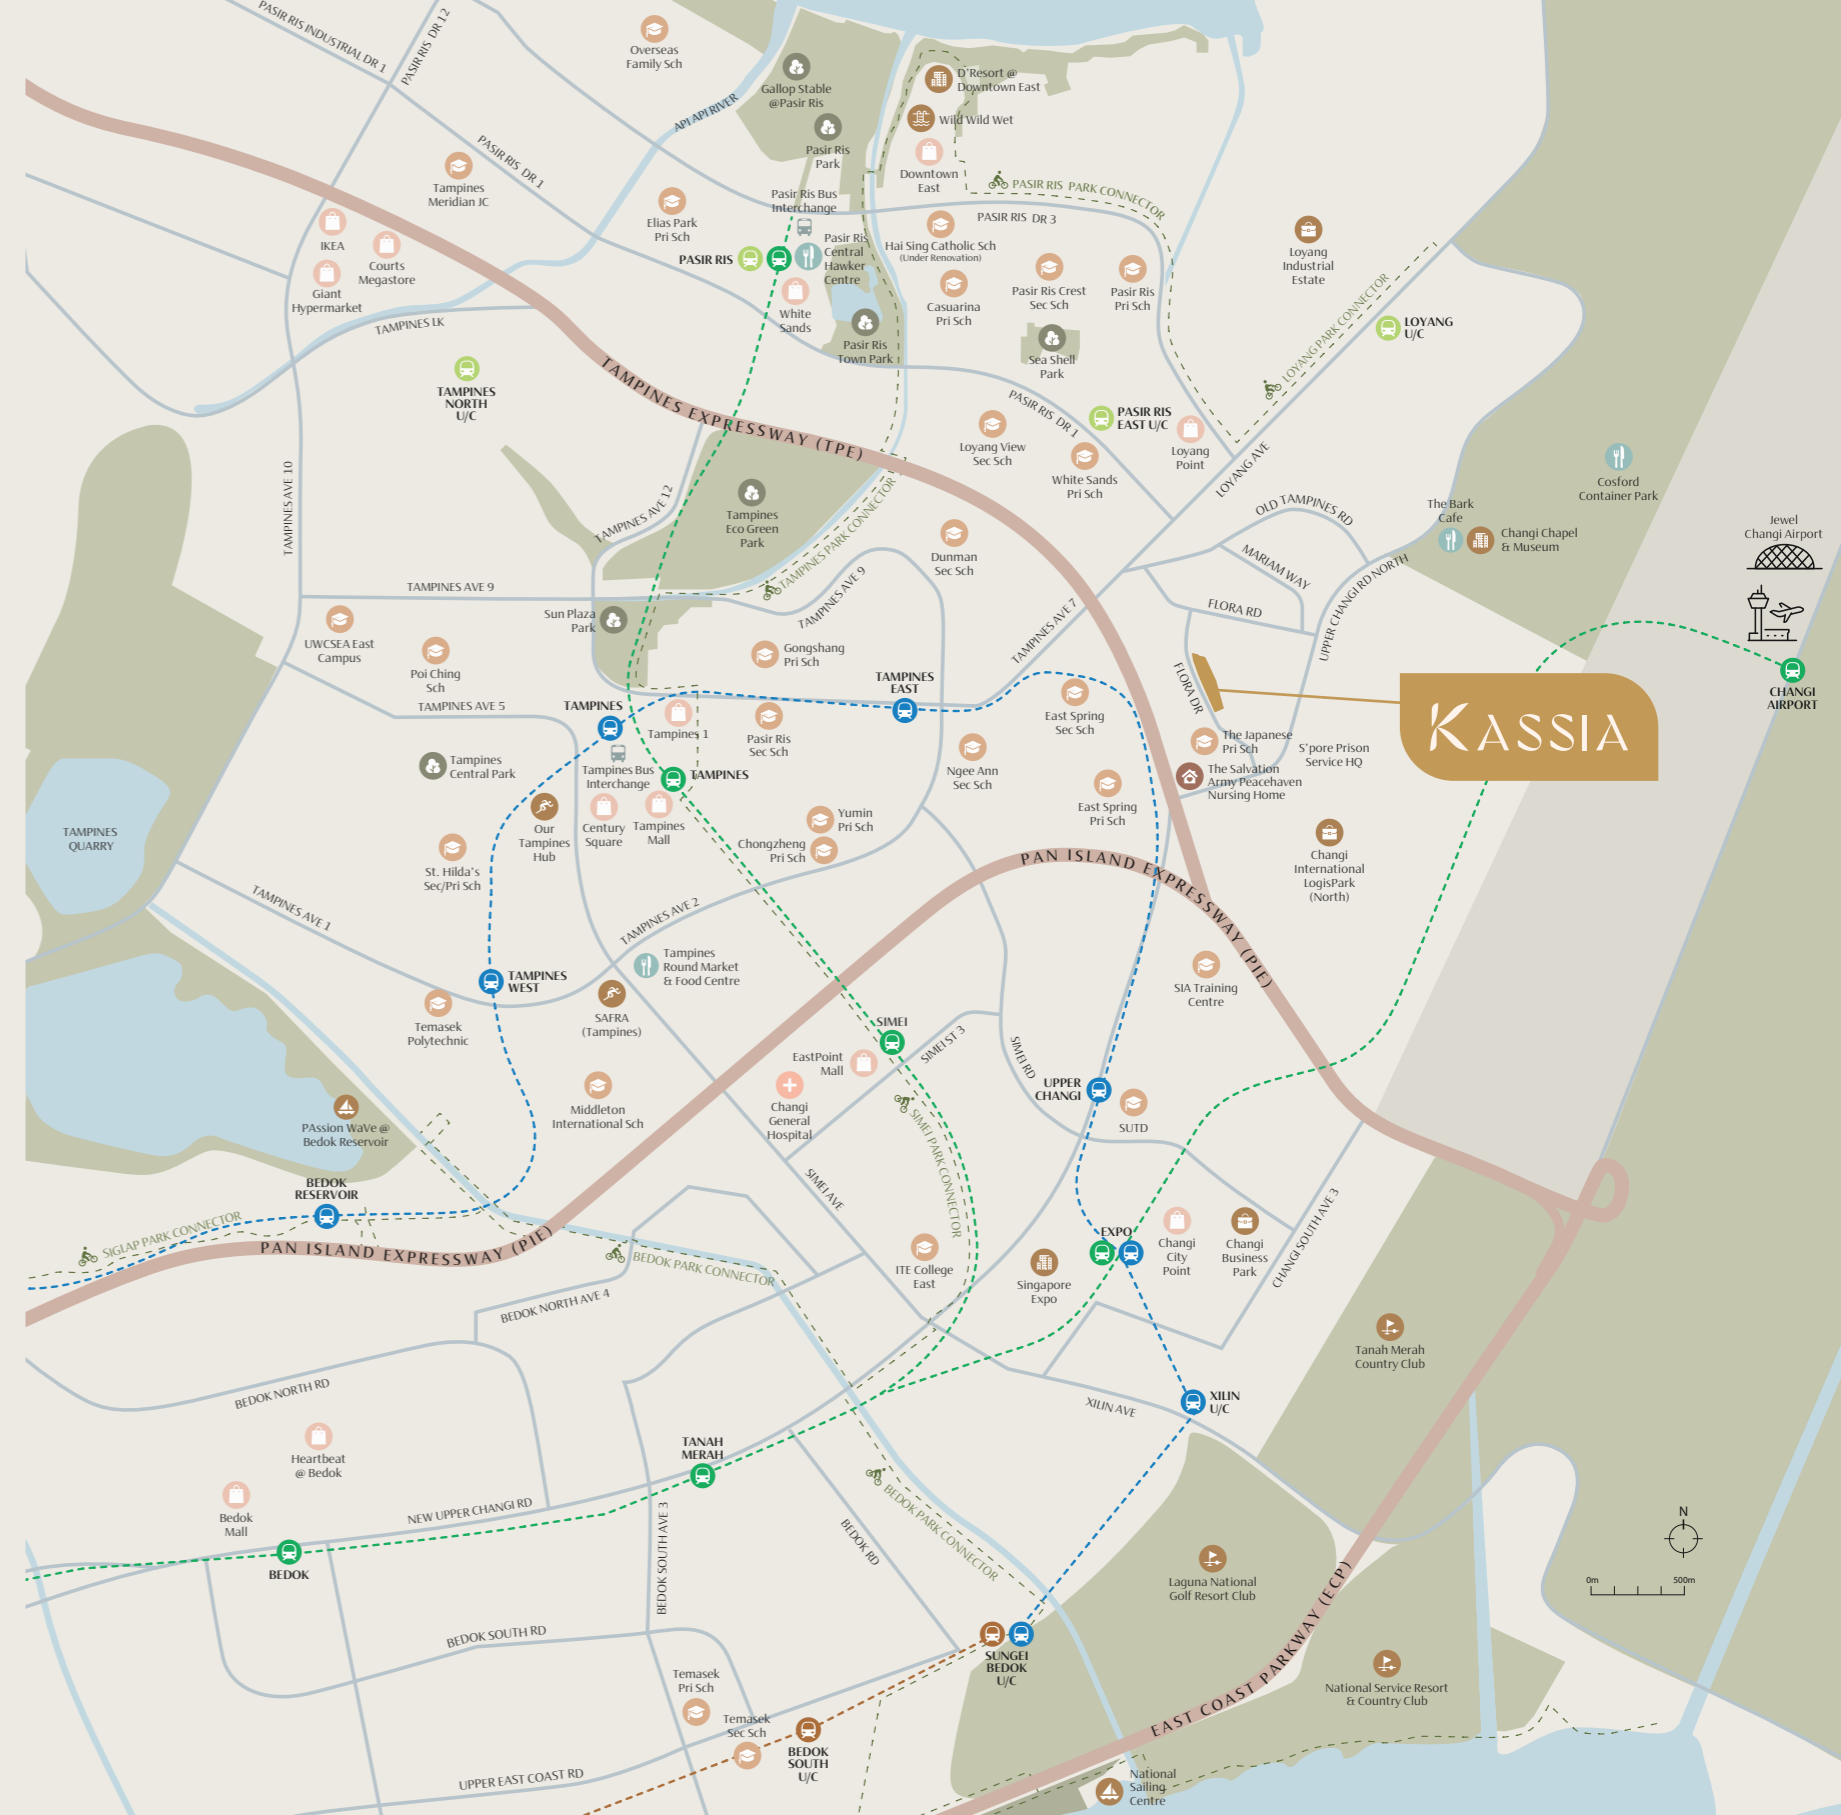 PASIR RIS INDUSTRIAL DR 1
PASIR RIS DR 12
Overseas
Family Sch
Gallop Stable
@Pasir Ris
D'Resort @
Downtown East
API API RIVER
Wild Wild Wet
PASIR RIS DR 1
Tampines
Meridian JC
Pasir Ris
Park
Downtown
East
PASIR RIS PARK CONNECTOR
Pasir Ris Bus
Interchange
Elias Park
Pri Sch
PASIR RIS DR 3
IKEA
Courts
Megastore
Giant
Hypermarket
PASIR RIS
Pasir Ris
Central
Hawker
Centre
Hai Sing Catholic Sch
(Under Renovation)
Loyang
Industrial
Estate
Casuarina
Pri Sch
Pasir Ris Crest
Sec Sch
Pasir Ris
Pri Sch
White
Sands
LOYANG PARK CONNECTOR
LOYANG
U/C
TAMPINES LK
Pasir Ris
Town Park
Sea Shell
Park
TAMPINES
NORTH
U/C
TAMPINES EXPRESSWAY (TPE)
PASIR RIS DR 1
PASIR RIS
EAST U/C
Loyang
Point
Loyang View
Sec Sch
White Sands
Pri Sch
LOYANG AVE
Cosford
Container Park
TAMPINES AVE 10
TAMPINES AVE 12
Tampines
Eco Green
Park
TAMPINES PARK CONNECTOR
Dunman
Sec Sch
OLD TAMPINES RD
The Bark
Cafe
Changi Chapel
& Museum
Jewel
Changi Airport
MARIAM WAY
UPPER CHANGI RD NORTH
TAMPINES AVE 9
TAMPINES AVE 9
FLORA RD
Sun Plaza
Park
UWCSEA East
Campus
Poi Ching
Sch
Gongshang
Pri Sch
TAMPINES AVE 7
FLORA DR
KASSIA
CHANGI
AIRPORT
TAMPINES AVE 5
TAMPINES
Tampines 1
Pasir Ris
Sec Sch
TAMPINES
EAST
East Spring
Sec Sch
The Japanese
Pri Sch
S'pore Prison
Service HQ
Tampines
Central Park
Tampines Bus
Interchange
TAMPINES
Ngee Ann
Sec Sch
The Salvation
Army Peacehaven
Nursing Home
East Spring
Pri Sch
TAMPINES
QUARRY
Our
Tampines
Hub
Century
Square
Tampines
Mall
Yumin
Pri Sch
Chongzheng
Pri Sch
St. Hilda's
Sec/Pri Sch
PAN ISLAND EXPRESSWAY (PIE)
Changi
International
LogisPark
(North)
TAMPINES AVE 1
TAMPINES AVE 2
Tampines
Round Market
& Food Centre
TAMPINES
WEST
SAFRA
(Tampines)
SIA Training
Centre
Temasek
Polytechnic
SIMEI
EastPoint
Mall
SIMEI ST 3
SIMEI RD
UPPER
CHANGI
SUTD
Changi
General
Hospital
Middleton
International Sch
SIMEI PARK CONNECTOR
PAssion WaVe @
Bedok Reservoir
BEDOK
RESERVOIR
SIMEI AVE
SIGLAP PARK CONNECTOR
PAN ISLAND EXPRESSWAY (PIE)
BEDOK PARK CONNECTOR
ITE College
East
Singapore
Expo
EXPO
Changi
City
Point
Changi
Business
Park
CHANGI SOUTH AVE 3
BEDOK NORTH AVE 4
Tanah Merah
Country Club
BEDOK NORTH RD
XILIN AVE
XILIN
U/C
Heartbeat
@ Bedok
TANAH
MERAH
Bedok
Mall
NEW UPPER CHANGI RD
BEDOK SOUTH AVE 3
BEDOK RD
BEDOK PARK CONNECTOR
BEDOK
Laguna National
Golf Resort Club
N
0m
500m
BEDOK SOUTH RD
SUNGEI
BEDOK
U/C
EAST COAST PARKWAY (ECP)
National Service Resort
& Country Club
Temasek
Pri Sch
Temasek
Sec Sch
BEDOK
SOUTH
U/C
UPPER EAST COAST RD
National
Sailing
Centre